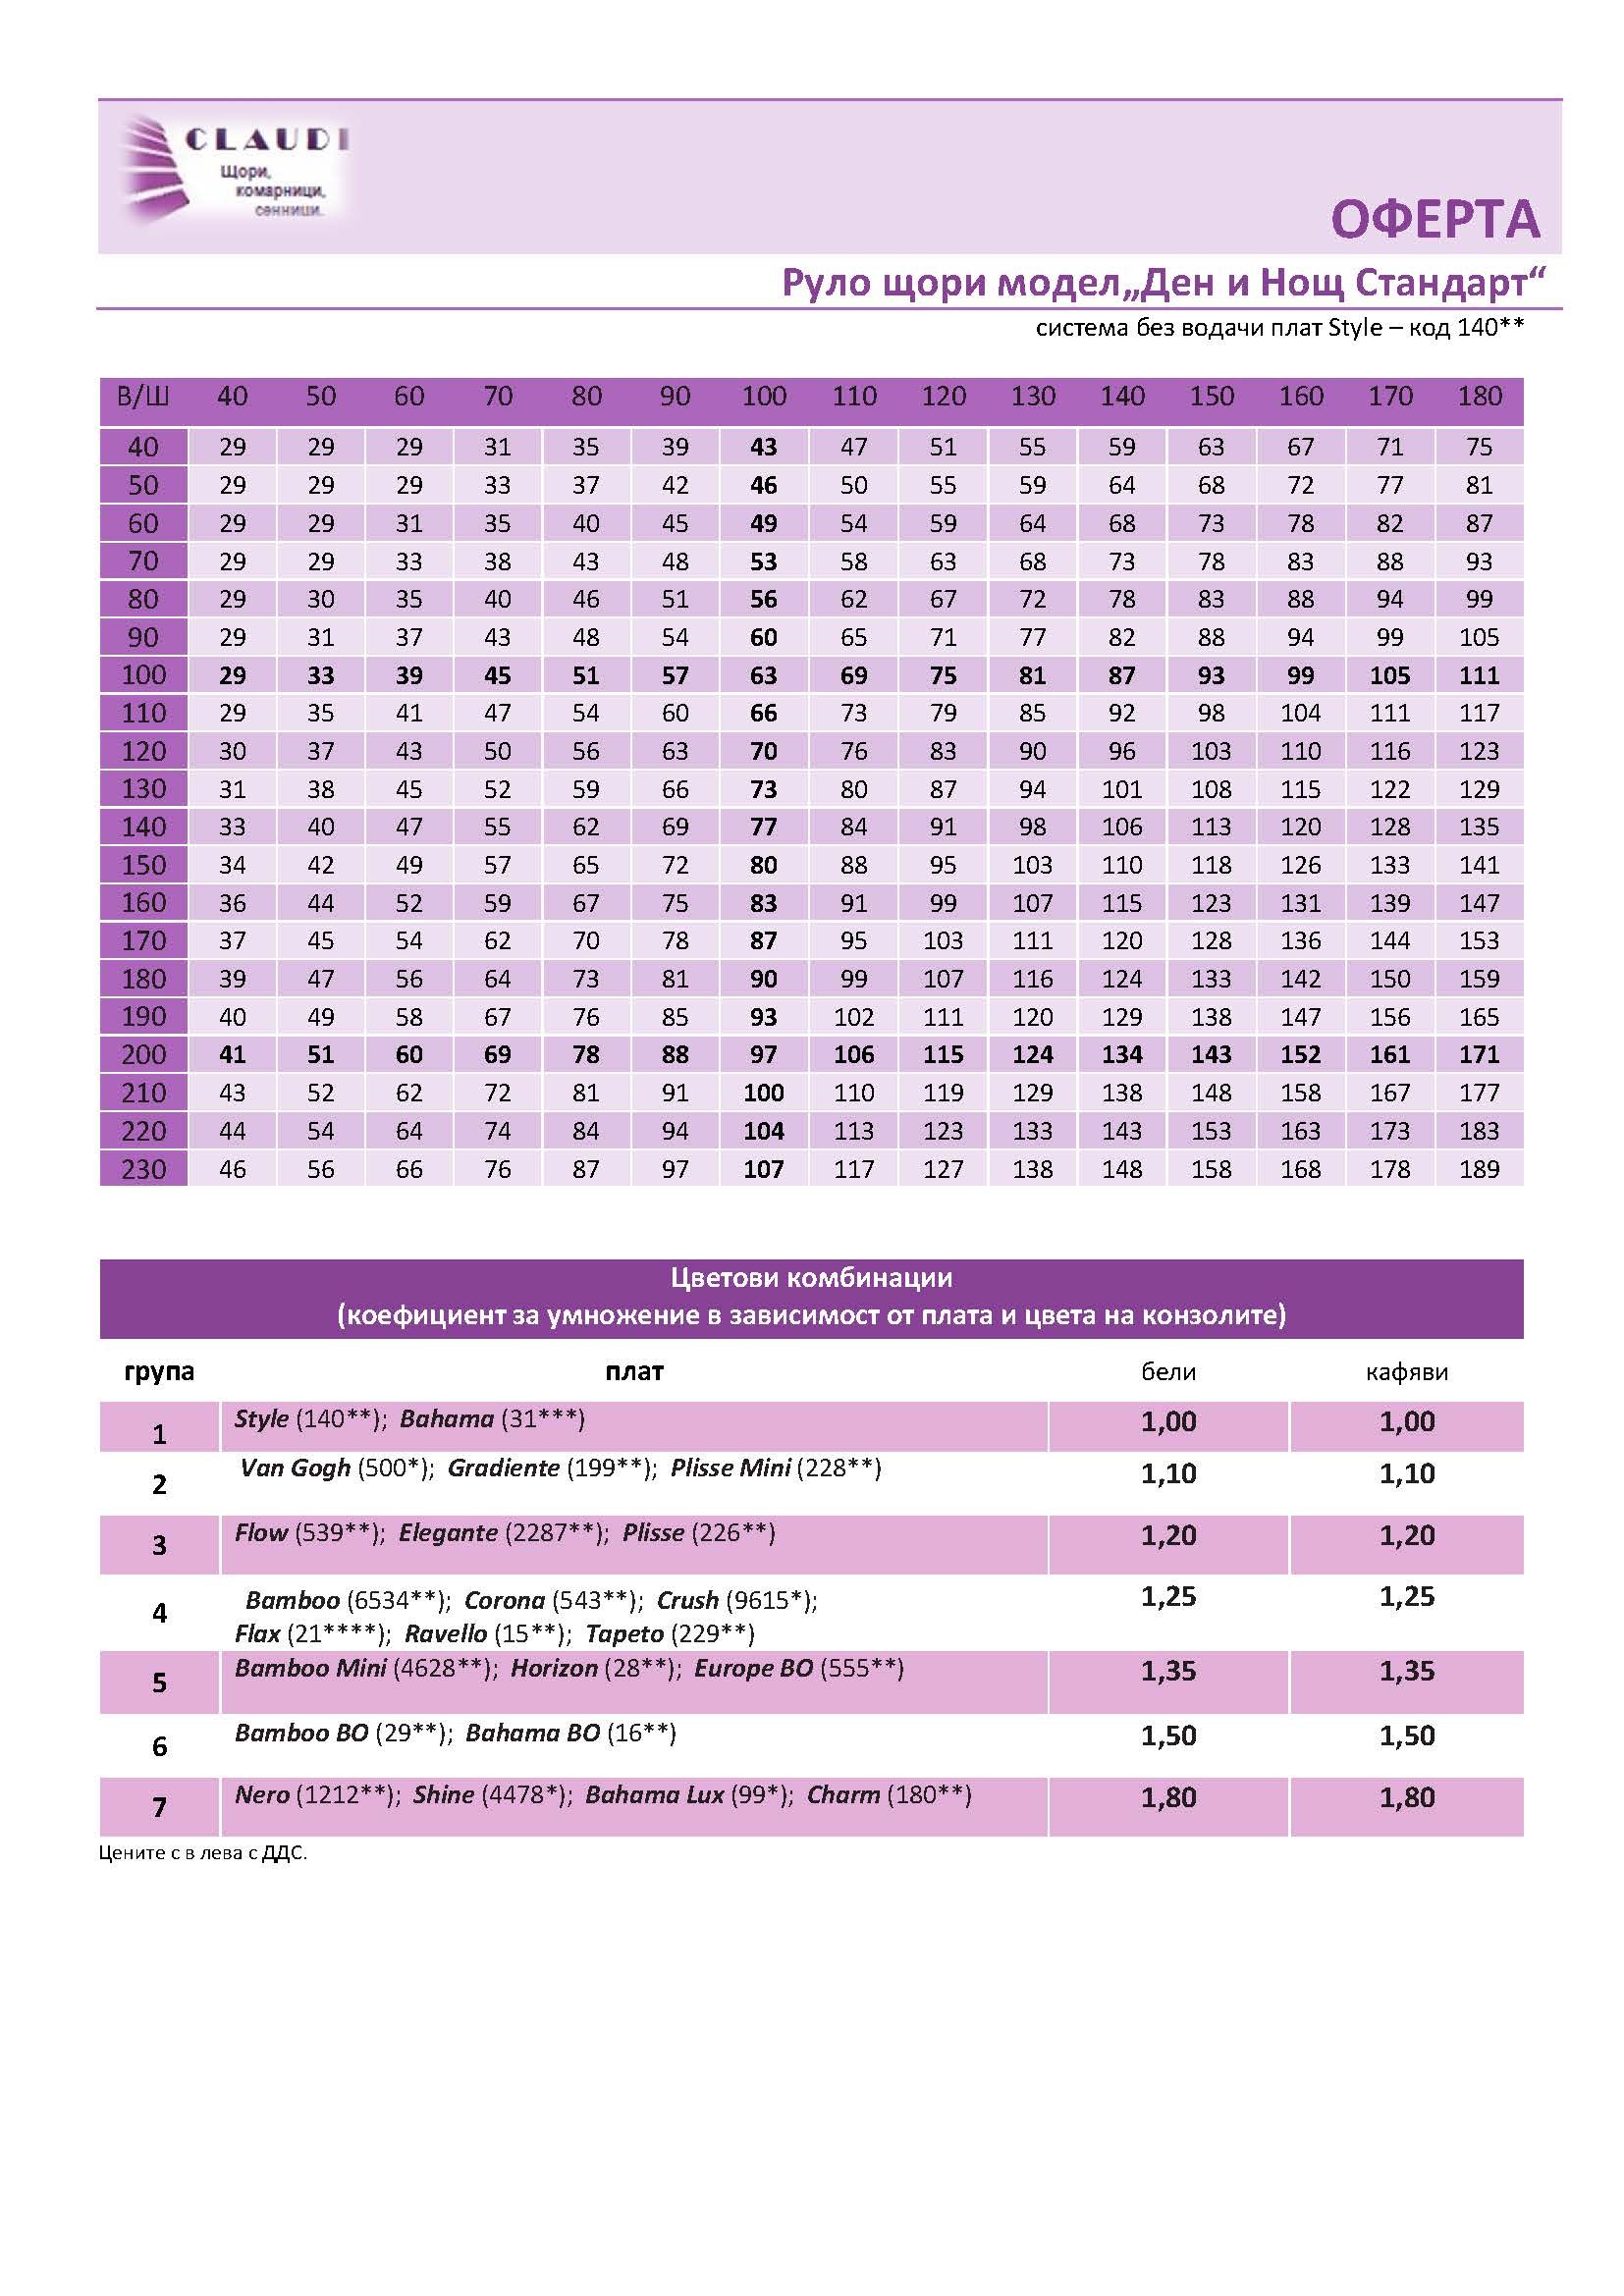 CLAUDI
Щори,
комарници,
сенници.
ОФЕРТА
Руло щори модел„Ден и Нощ Стандарт“
система без водачи плат Style – код 140**
В/Ш 40 50 60 70 80 90 100 110 120 130 140 150 160 170 180
40 29 29 29 31 35 39 43 47 51 55 59 63 67 71 75
50 29 29 29 33 37 42 46 50 55 59 64 68 72 77 81
60 29 29 31 35 40 45 49 54 59 64 68 73 78 82 87
70 29 29 33 38 43 48 53 58 63 68 73 78 83 88 93
80 29 30 35 40 46 51 56 62 67 72 78 83 88 94 99
90 29 31 37 43 48 54 60 65 71 77 82 88 94 99 105
100 29 33 39 45 51 57 63 69 75 81 87 93 99 105 111
110 29 35 41 47 54 60 66 73 79 85 92 98 104 111 117
120 30 37 43 50 56 63 70 76 83 90 96 103 110 116 123
130 31 38 45 52 59 66 73 80 87 94 101 108 115 122 129
140 33 40 47 55 62 69 77 84 91 98 106 113 120 128 135
150 34 42 49 57 65 72 80 88 95 103 110 118 126 133 141
160 36 44 52 59 67 75 83 91 99 107 115 123 131 139 147
170 37 45 54 62 70 78 87 95 103 111 120 128 136 144 153
180 39 47 56 64 73 81 90 99 107 116 124 133 142 150 159
190 40 49 58 67 76 85 93 102 111 120 129 138 147 156 165
200 41 51 60 69 78 88 97 106 115 124 134 143 152 161 171
210 43 52 62 72 81 91 100 110 119 129 138 148 158 167 177
220 44 54 64 74 84 94 104 113 123 133 143 153 163 173 183
230 46 56 66 76 87 97 107 117 127 138 148 158 168 178 189
Цветови комбинации
(коефициент за умножение в зависимост от плата и цвета на конзолите)
група плат бели кафяви
1 Style (140**); Bahama (31***) 1,00 1,00
2 Van Gogh (500*); Gradiente (199**); Plisse Mini (228**) 1,10 1,10
3 Flow (539**); Elegante (2287**); Plisse (226**) 1,20 1,20
4 Bamboo (6534**); Corona (543**); Crush (9615*); 1,25 1,25
Flax (21****); Ravello (15**); Tapeto (229**)
5 Bamboo Mini (4628**); Horizon (28**); Europe BO (555**) 1,35 1,35
6 Bamboo BO (29**); Bahama BO (16**) 1,50 1,50
7 Nero (1212**); Shine (4478*); Bahama Lux (99*); Charm (180**) 1,80 1,80
Цените с в лева с ДДС.